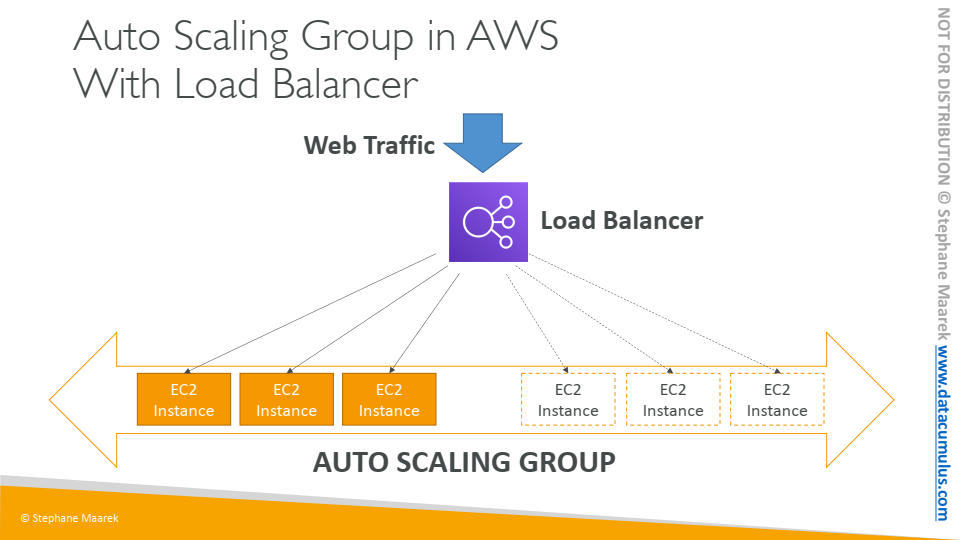 Auto Scaling Group in AWS
With Load Balancer
Web Traffic
Load Balancer
EC2
Instance
EC2
Instance
EC2
Instance
EC2
Instance
EC2
Instance
EC2
Instance
AUTO SCALING GROUP
© Stephane Maarek
NOT FOR DISTRIBUTION © Stephane Maarek www.datacumulus.com